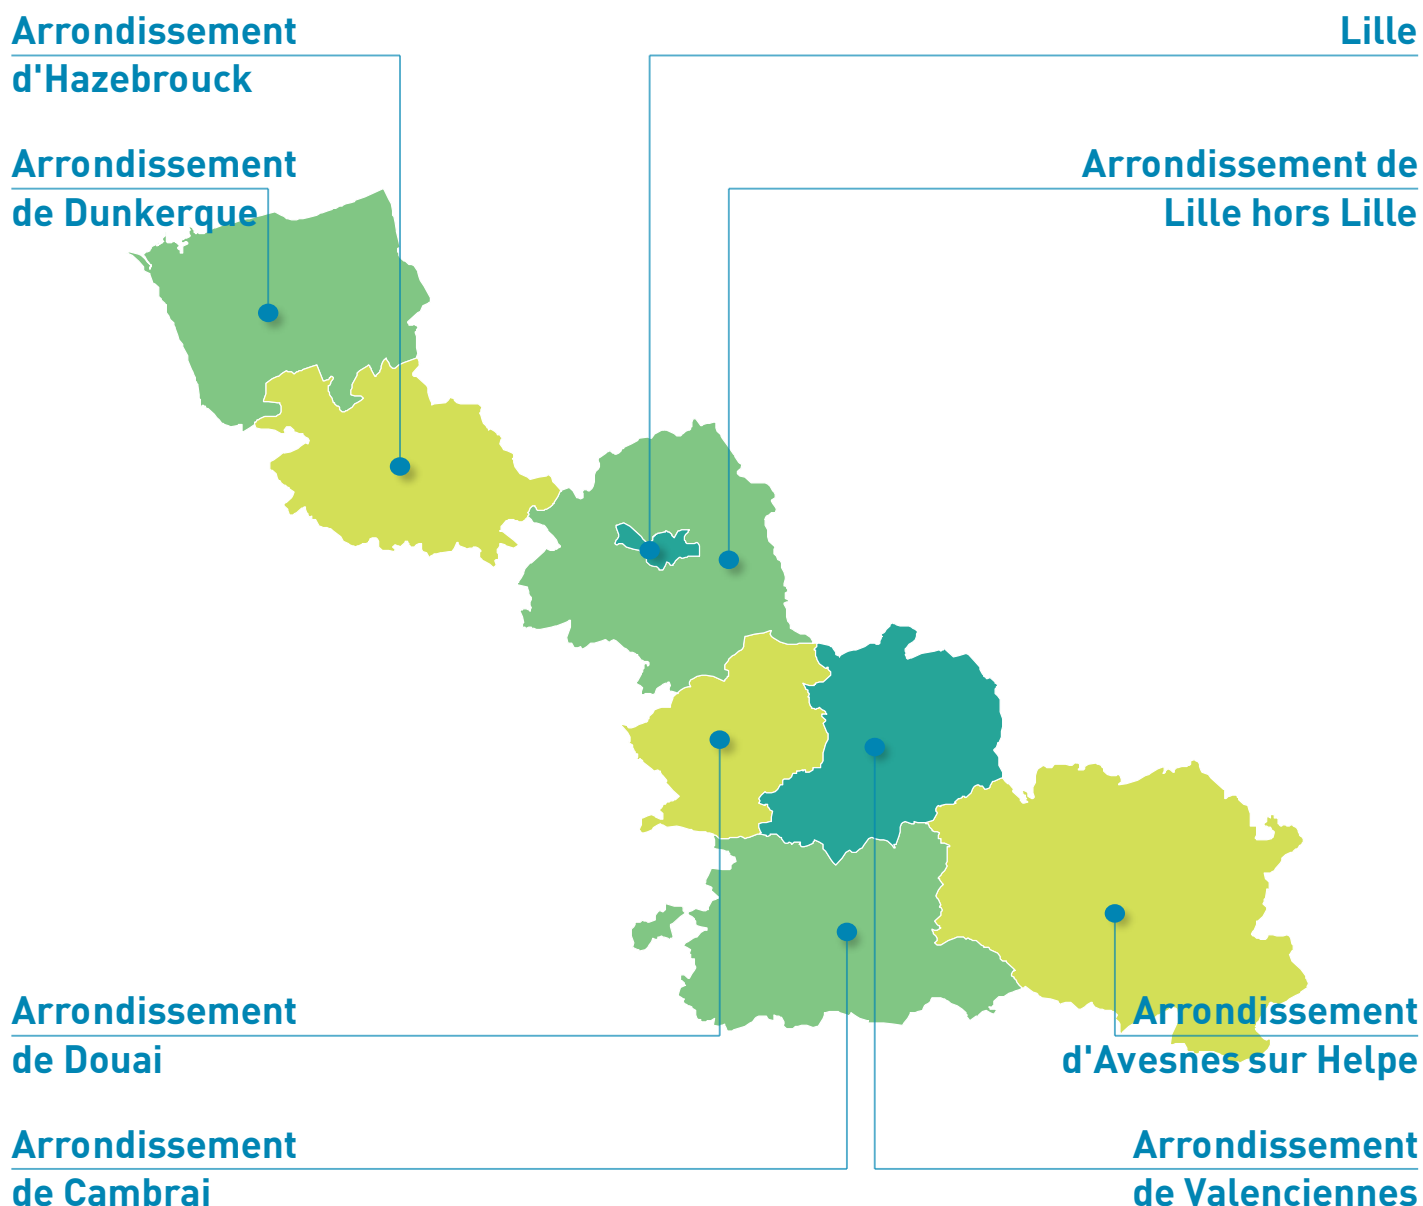 Arrondissement
d'Hazebrouck
Lille
Arrondissement
de Dunkerque
Arrondissement de
Lille hors Lille
Arrondissement
de Douai
Arrondissement
d'Avesnes sur Helpe
Arrondissement
de Cambrai
Arrondissement
de Valenciennes